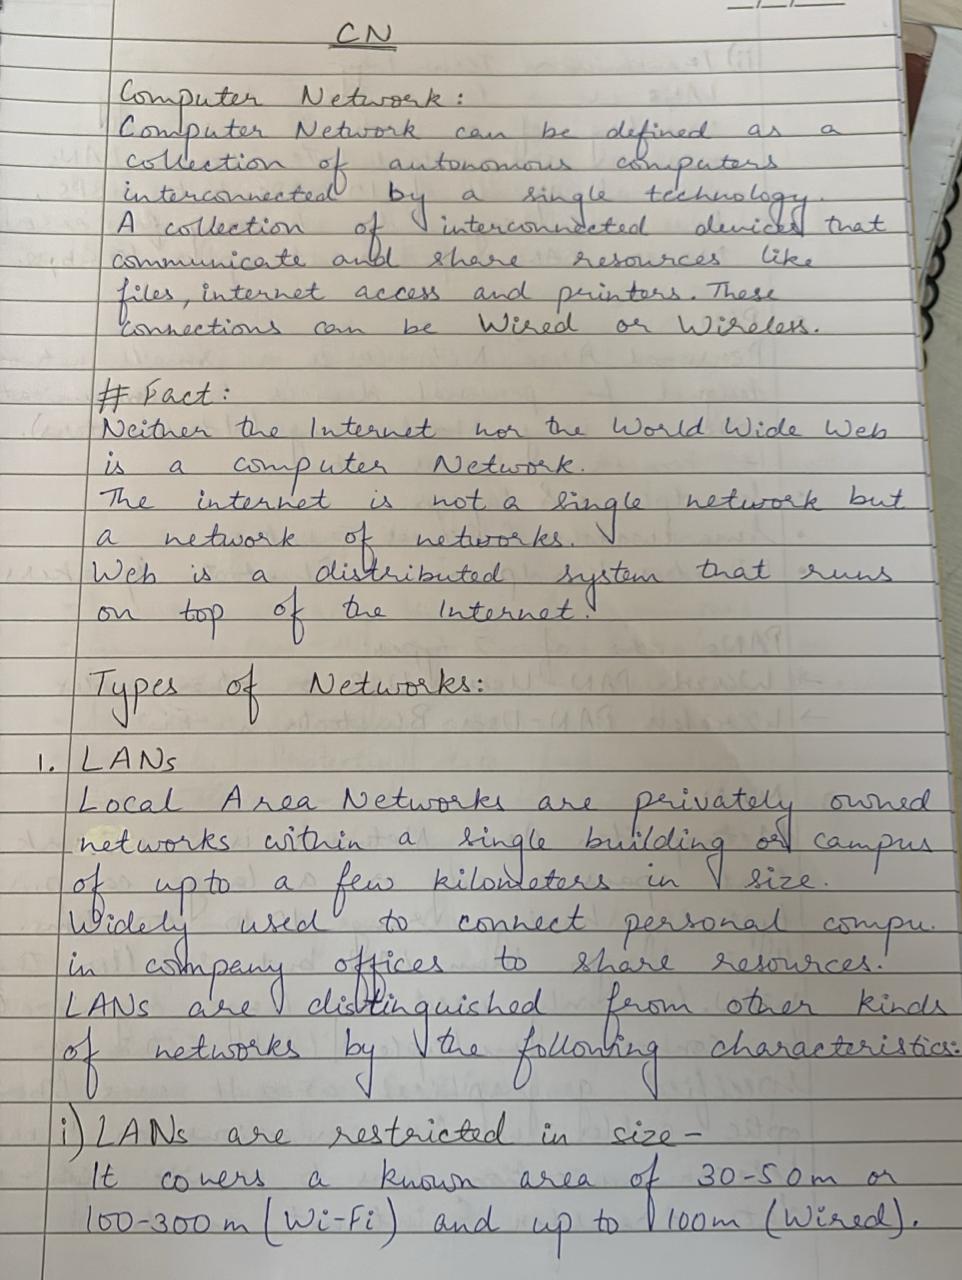 CN
Computer Network:
Computer Network can be defined as a
collection of autonomous computers
interconnected by a single technology.
A collection of interconnected devices that
communicate and share resources like
files, internet access and printers. These
connections can be Wired or Wireless.
# Fact:
Neither the Internet nor the World Wide Web
is a computer Network.
The internet is not a single network but
a network of networks.
Web is a distributed system that runs
on top of the Internet.
Types of Networks:
1. LANs
Local Area Networks are privately owned
networks within a single building or campus
of upto a few kilometers in size.
Widely used to connect personal compu.
in company offices to share resources.
LANs are distinguished from other kinds
of networks by the following characteristics:
i) LANs are restricted in size -
It covers a known area of 30-50m or
100-300m (Wi-Fi) and up to 100m (Wired).